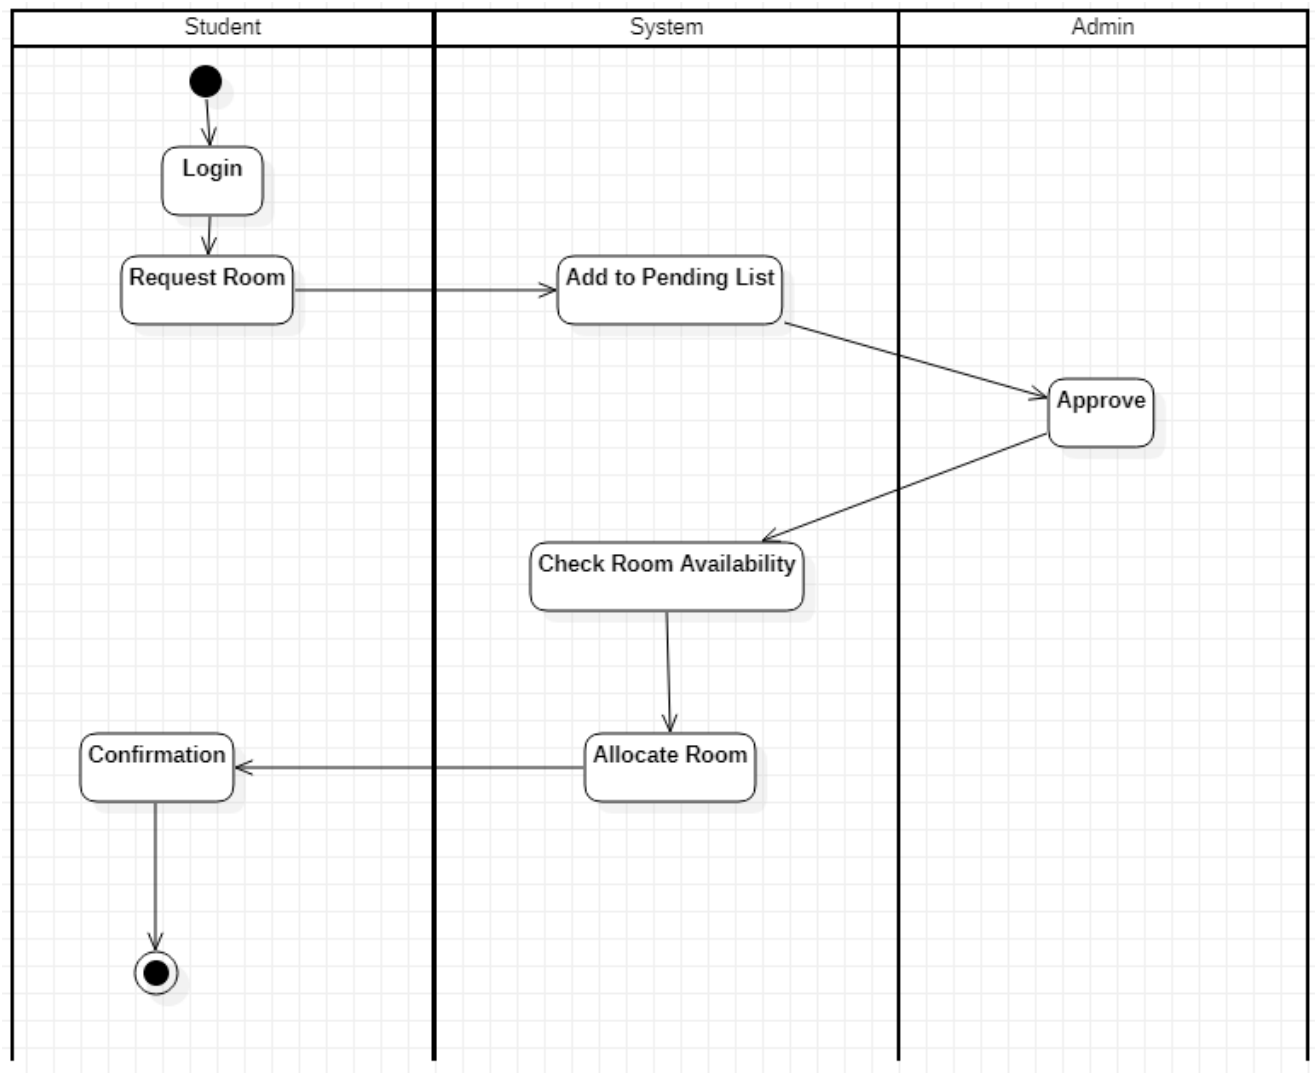 Student
System
Admin
Login
Request Room
Add to Pending List
Approve
Check Room Availability
Confirmation
Allocate Room